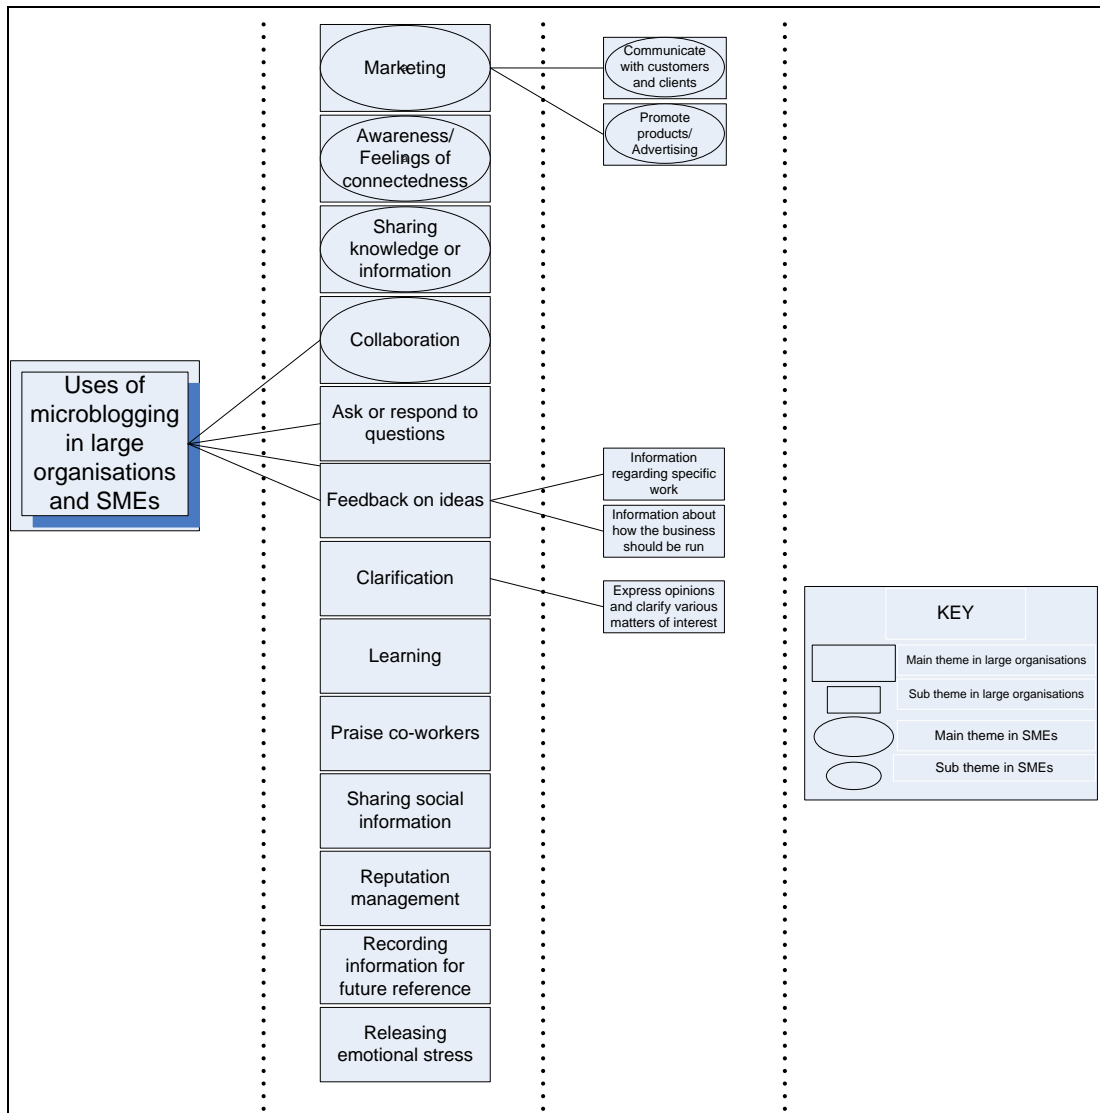 Uses of
microblogging
in large
organisations
and SMEs
Marketing
Awareness/
Feelings of
connectedness
Sharing
knowledge or
information
Collaboration
Ask or respond to
questions
Feedback on ideas
Clarification
Learning
Praise co-workers
Sharing social
information
Reputation
management
Recording
information for
future reference
Releasing
emotional stress
Communicate
with customers
and clients
Promote
products/
Advertising
Information
regarding specific
work
Information about
how the business
should be run
Express opinions
and clarify various
matters of interest
KEY
Main theme in large organisations
Sub theme in large organisations
Main theme in SMEs
Sub theme in SMEs